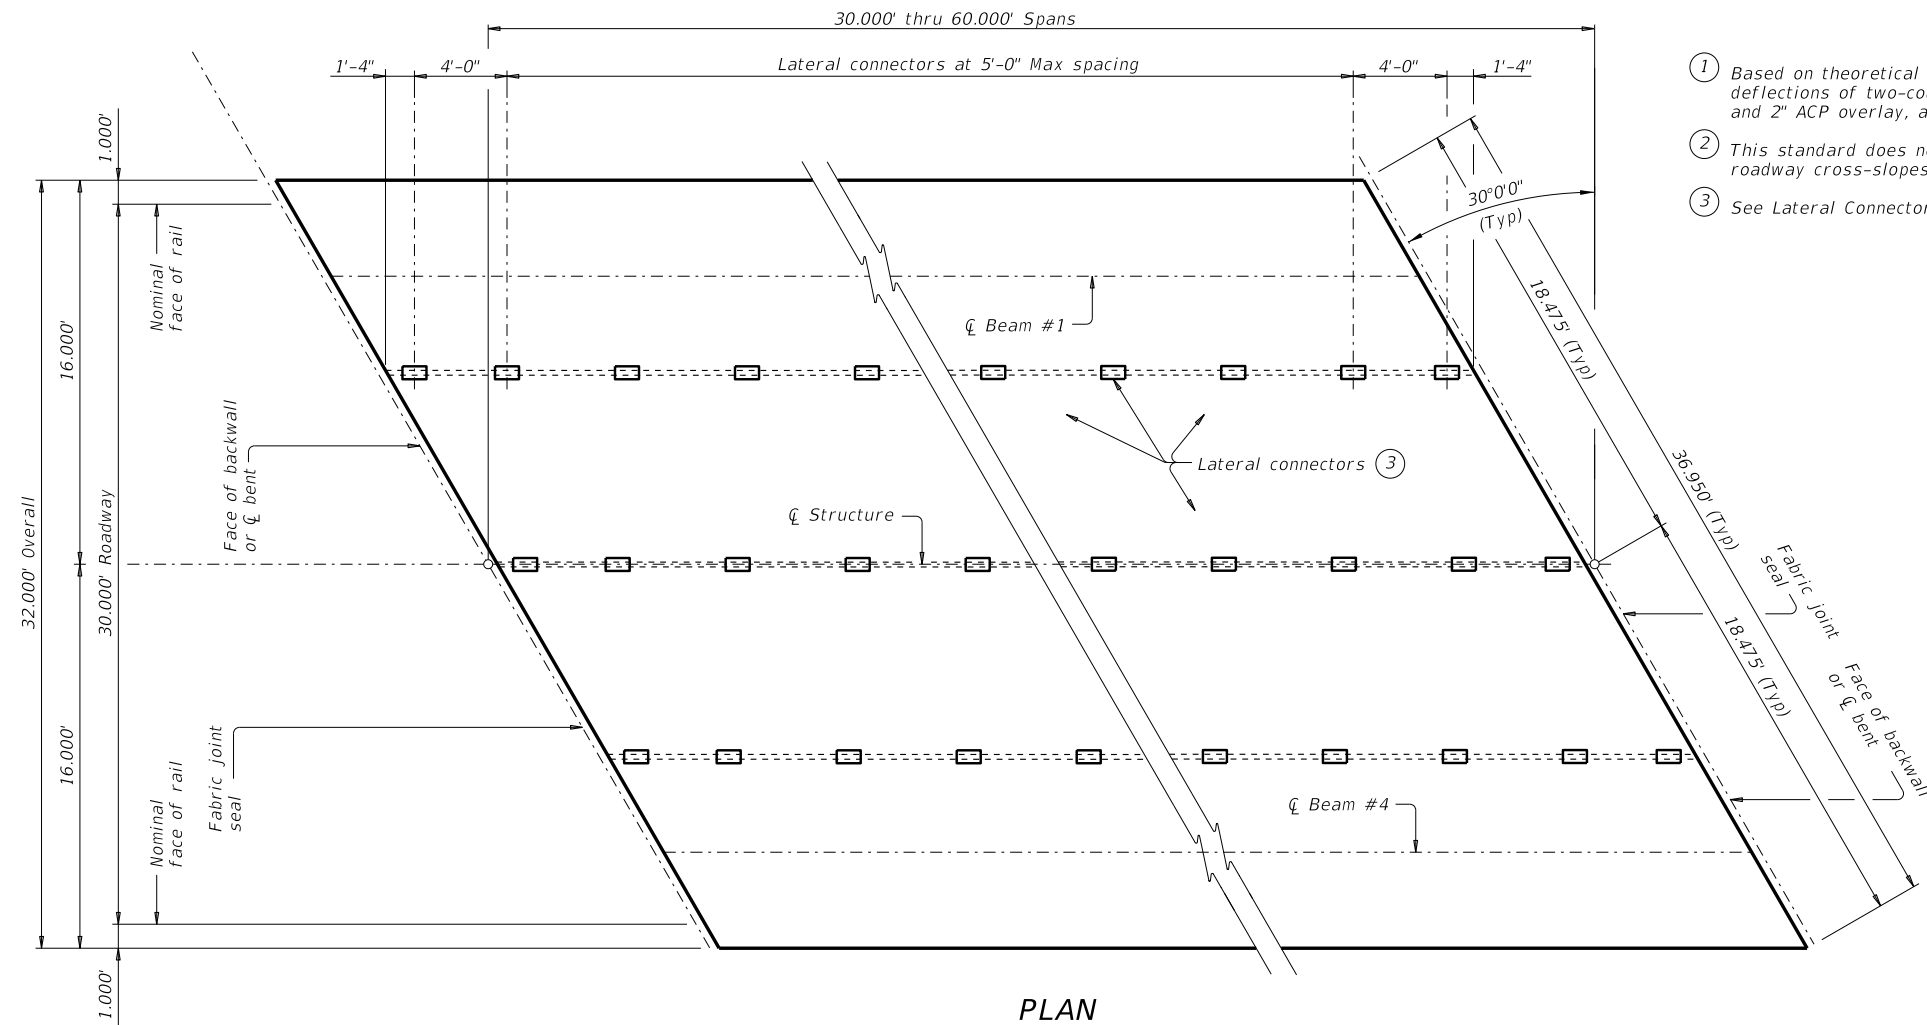 30.000' thru 60.000' Spans
1'-4"
4'-0"
Lateral connectors at 5'-0" Max spacing
4'-0"
1'-4"
1
Based on theoretical
deflections of two-co
and 2" ACP overlay, a
2
This standard does n
roadway cross-slopes
3
See Lateral Connector
1.000'
30°0'0"
(Typ)
Nominal
face of rail
16.000'
℄ Beam #1
18.475' (Typ)
36.950' (Typ)
Face of backwall
or ℄ bent
Lateral connectors 3
℄ Structure
32.000' Overall
30.000' Roadway
Fabric joint
seal
18.475' (Typ)
Face of backwall
or ℄ bent
16.000'
Fabric joint
seal
Nominal
face of rail
℄ Beam #4
1.000'
PLAN